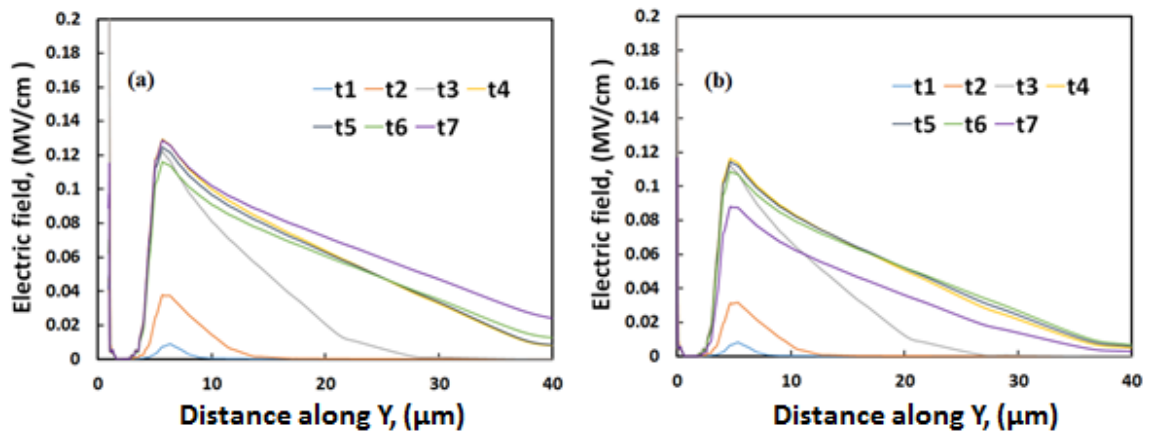 Electric field, (MV/cm)
0.2
0.18
0.16
0.14
0.12
0.1
0.08
0.06
0.04
0.02
0
(a)
t1 t2 t3 t4
t5 t6 t7
0 10 20 30 40
Distance along Y, (μm)
Electric field, (MV/cm)
0.2
0.18
0.16
0.14
0.12
0.1
0.08
0.06
0.04
0.02
0
(b)
t1 t2 t3 t4
t5 t6 t7
0 10 20 30 40
Distance along Y, (μm)